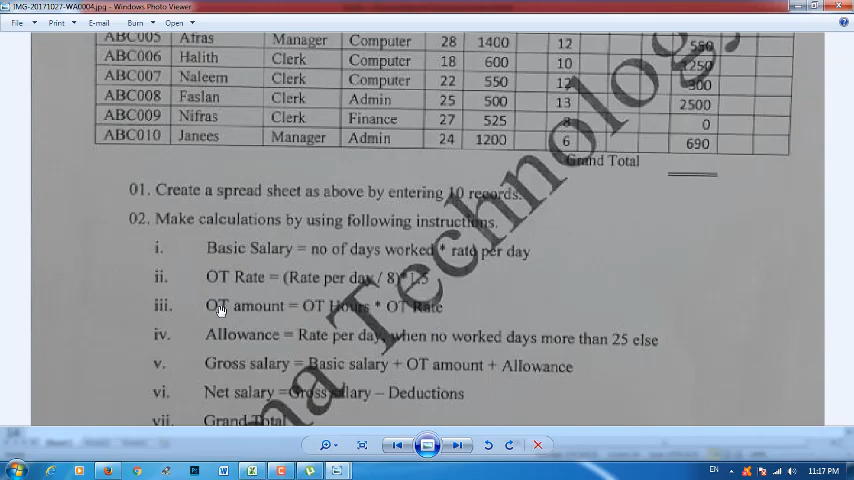 IMG-20171027-WA0004.jpg - Windows Photo Viewer
File Print E-mail Burn Open
ABC005 Afras Manager Computer 28 1400 12 550
ABC006 Halith Clerk Computer 18 600 10 1250
ABC007 Naleem Clerk Computer 22 550 12 300
ABC008 Faslan Clerk Admin 25 500 13 2500
ABC009 Nifras Clerk Finance 27 525 8 0
ABC010 Janees Manager Admin 24 1200 6 690
Grand Total
01. Create a spread sheet as above by entering 10 records.
02. Make calculations by using following instructions.
i. Basic Salary = no of days worked * rate per day
ii. OT Rate = (Rate per day / 8)*1.5
iii. OT amount = OT Hours * OT Rate
iv. Allowance = Rate per day, when no worked days more than 25 else
v. Gross salary = Basic salary + OT amount + Allowance
vi. Net salary =Gross salary – Deductions
vii. Grand Total
na Technology
EN 11:17 PM